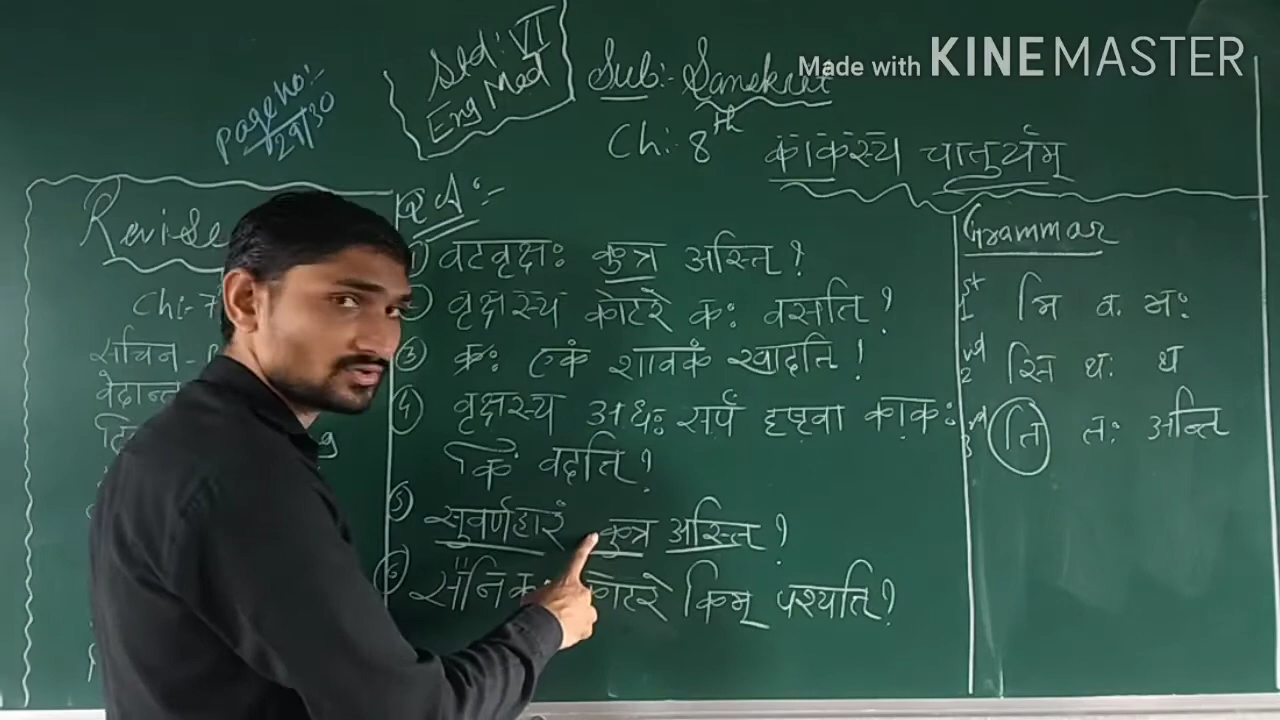 Made with KINEMASTER
Page No:-
29/30
Std: VI
Eng Med
Sub:- Sanskrit
Ch: 8th काकस्य चातुर्यम्
Revise
Ch:-7
सचिन -
वेदान्त
Q 1:-
① वटवृक्षः कुत्र अस्ति ?
② वृक्षस्य कोटरे कः वसति ?
③ कः एकं शावकं खादति !
④ वृक्षस्य अधः सर्पं दृष्ट्वा काकः
किं वदति ?
⑤ सुवर्णहारं कुत्र अस्ति ?
⑥ सैनिकः कोटरे किम् पश्यति ?
Grammar
1st मि वः मः
2nd सि थः थ
3rd ति तः अन्ति